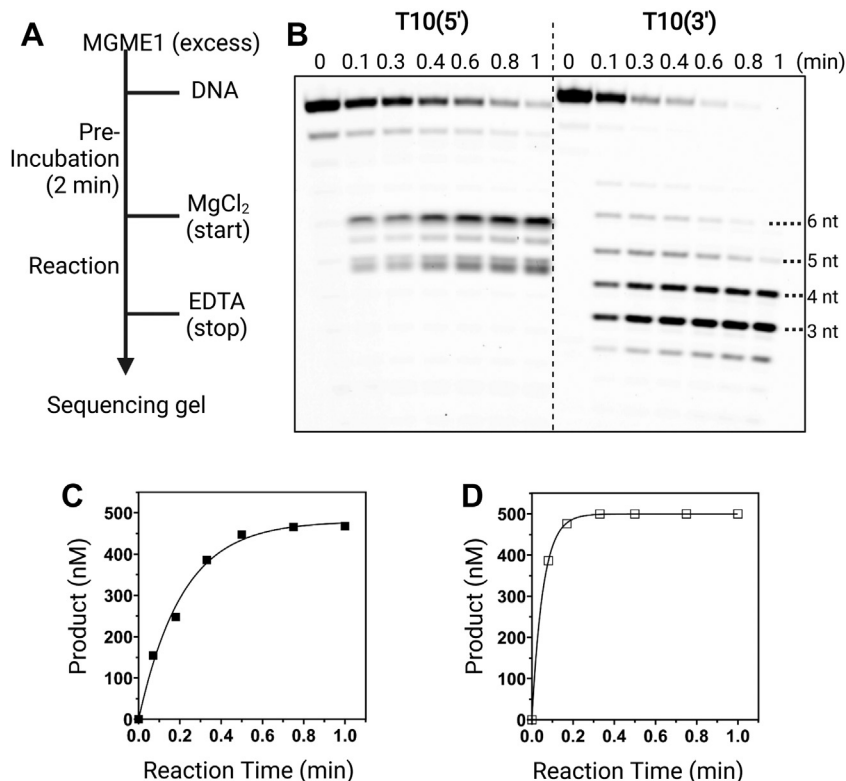 A
MGME1 (excess)
DNA
Pre-
Incubation
(2 min)
MgCl₂
(start)
Reaction
EDTA
(stop)
Sequencing gel
B
T10(5') T10(3')
0 0.1 0.3 0.4 0.6 0.8 1 0 0.1 0.3 0.4 0.6 0.8 1 (min)
6 nt
5 nt
4 nt
3 nt
C
Product (nM)
500
400
300
200
100
0
0.0 0.2 0.4 0.6 0.8 1.0
Reaction Time (min)
D
Product (nM)
500
400
300
200
100
0
0.0 0.2 0.4 0.6 0.8 1.0
Reaction Time (min)